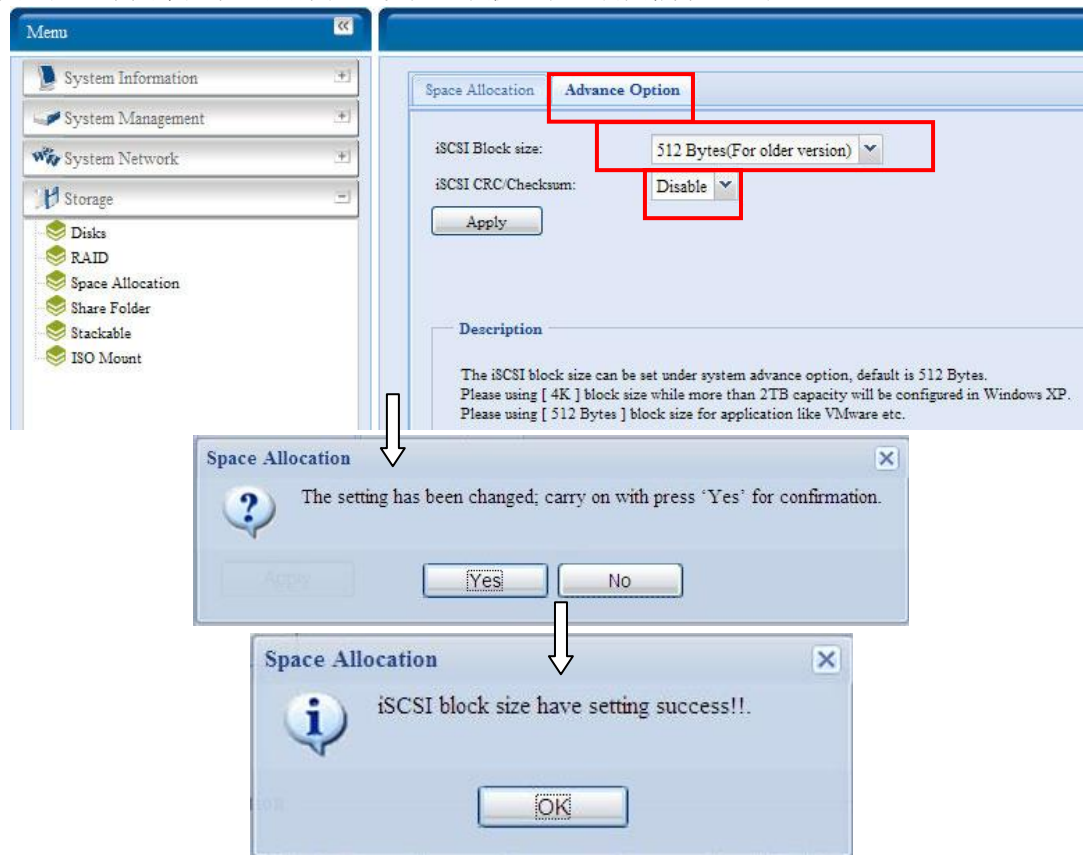 Menu
System Information
System Management
System Network
Storage
Disks
RAID
Space Allocation
Share Folder
Stackable
ISO Mount
Space Allocation Advance Option
iSCSI Block size: 512 Bytes(For older version)
iSCSI CRC/Checksum: Disable
Apply
Description
The iSCSI block size can be set under system advance option, default is 512 Bytes.
Please using [ 4K ] block size while more than 2TB capacity will be configured in Windows XP.
Please using [ 512 Bytes ] block size for application like VMware etc.
Space Allocation
The setting has been changed; carry on with press ‘Yes’ for confirmation.
Apply
Yes No
Space Allocation
iSCSI block size have setting success!!.
OK